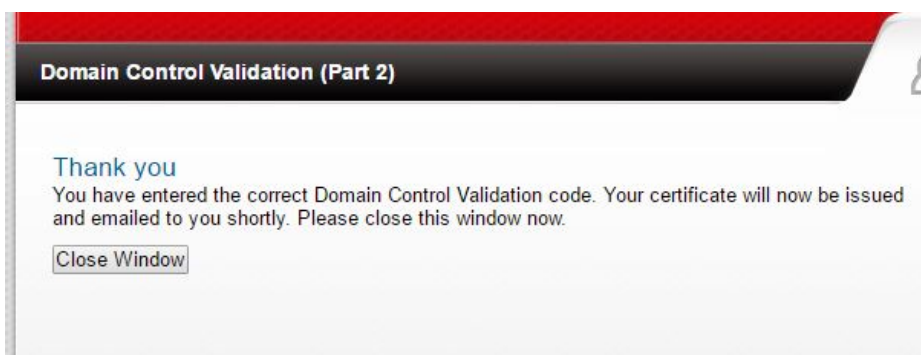 Domain Control Validation (Part 2)
Thank you
You have entered the correct Domain Control Validation code. Your certificate will now be issued
and emailed to you shortly. Please close this window now.
Close Window